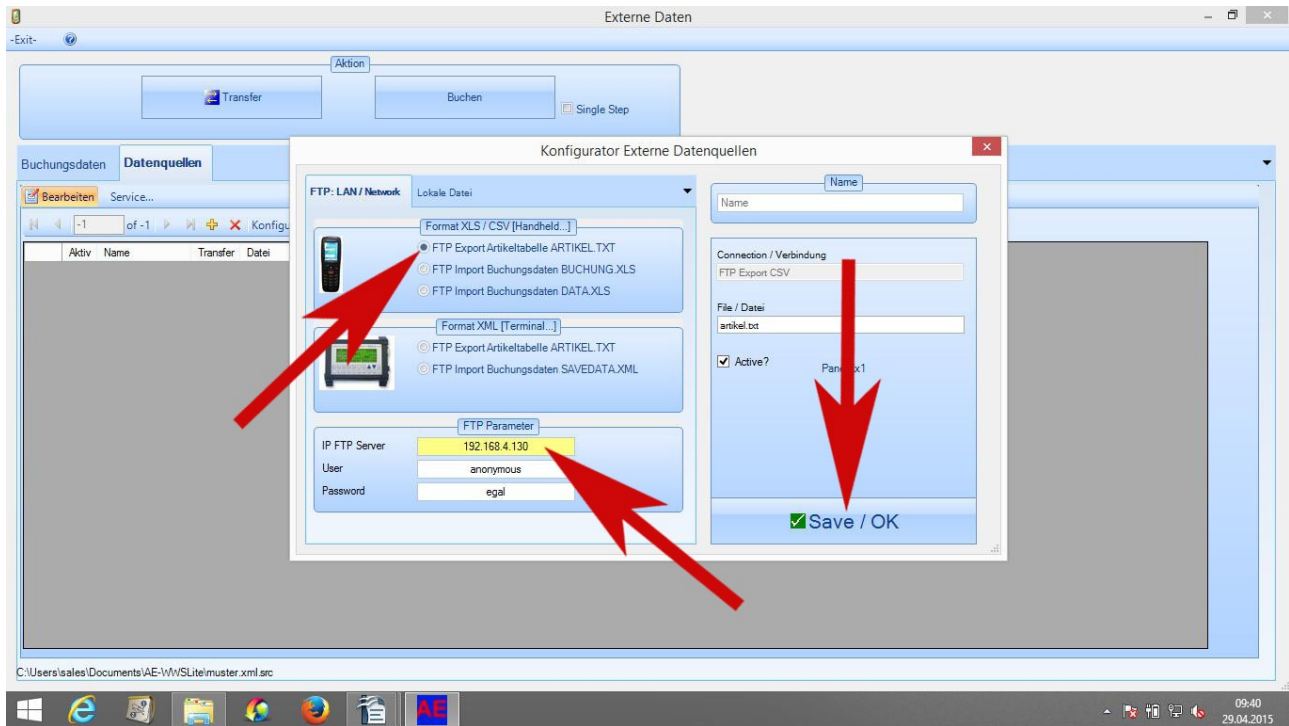 Externe Daten
-Exit-
Aktion
Transfer
Buchen
Single Step
Buchungsdaten
Datenquellen
Bearbeiten
Service...
-1
of -1
Aktiv
Name
Transfer
Datei
Konfigurator Externe Datenquellen
FTP: LAN / Network
Lokale Datei
Format XLS / CSV [Handheld...]
FTP Export Artikeltabelle ARTIKEL.TXT
FTP Import Buchungsdaten BUCHUNG.XLS
FTP Import Buchungsdaten DATA.XLS
Format XML [Terminal...]
FTP Export Artikeltabelle ARTIKEL.TXT
FTP Import Buchungsdaten SAVEDATA.XML
FTP Parameter
IP FTP Server
192.168.4.130
User
anonymous
Password
egal
Name
Name
Connection / Verbindung
FTP Export CSV
File / Datei
artikel.txt
Active?
Save / OK
C:\Users\sales\Documents\AE-WWSLite\muster.xml.src
AE
09:40
29.04.2015